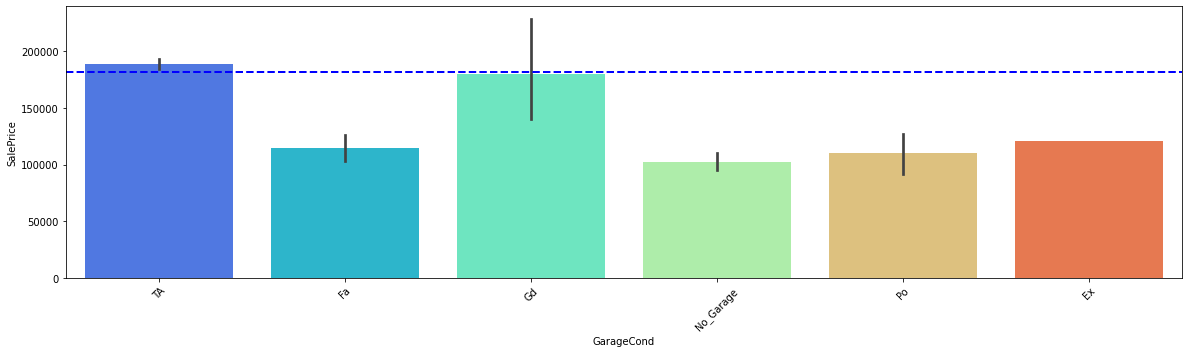 200000
150000
100000
50000
0
SalePrice
TA
Fa
Gd
No_Garage
Po
Ex
GarageCond